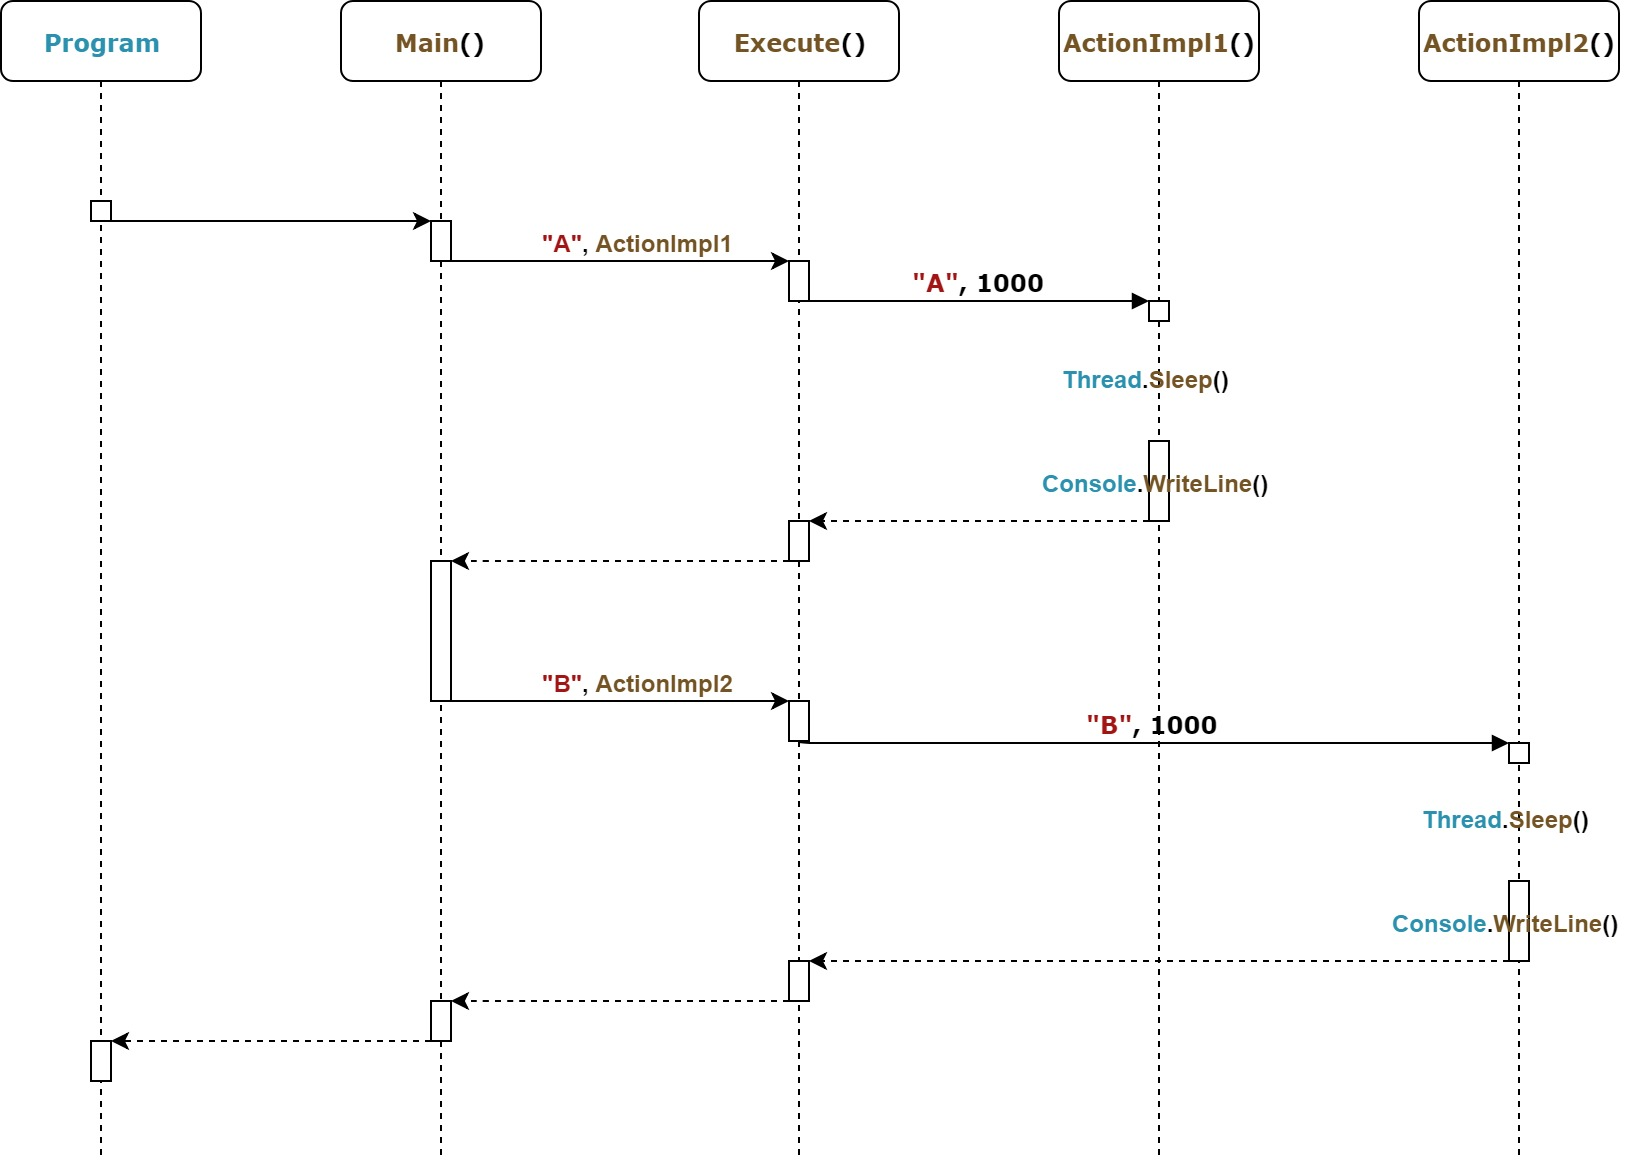 Program
Main()
Execute()
ActionImpl1()
ActionImpl2()
"A", ActionImpl1
"A", 1000
Thread.Sleep()
Console.WriteLine()
"B", ActionImpl2
"B", 1000
Thread.Sleep()
Console.WriteLine()